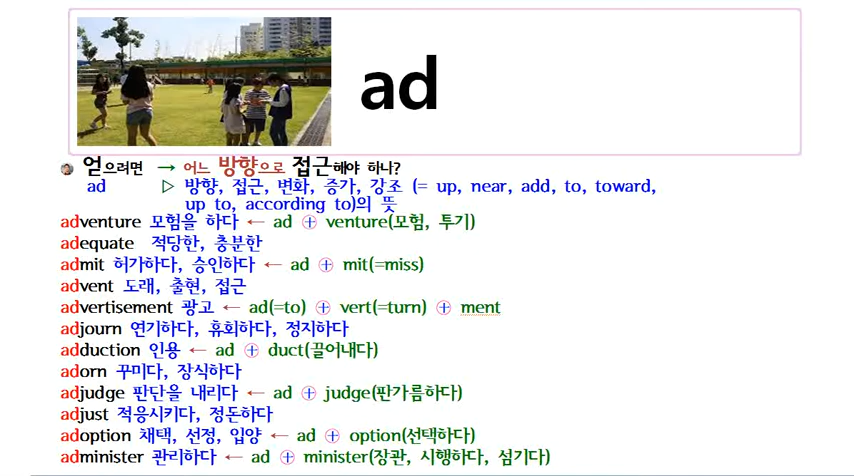 ad
얻으려면 → 어느 방향으로 접근해야 하나?
ad ▷ 방향, 접근, 변화, 증가, 강조 (= up, near, add, to, toward,
up to, according to)의 뜻
adventure 모험을 하다 ← ad ⊕ venture(모험, 투기)
adequate 적당한, 충분한
admit 허가하다, 승인하다 ← ad ⊕ mit(=miss)
advent 도래, 출현, 접근
advertisement 광고 ← ad(=to) ⊕ vert(=turn) ⊕ ment
adjourn 연기하다, 휴회하다, 정지하다
adduction 인용 ← ad ⊕ duct(끌어내다)
adorn 꾸미다, 장식하다
adjudge 판단을 내리다 ← ad ⊕ judge(판가름하다)
adjust 적응시키다, 정돈하다
adoption 채택, 선정, 입양 ← ad ⊕ option(선택하다)
administer 관리하다 ← ad ⊕ minister(장관, 시행하다, 섬기다)